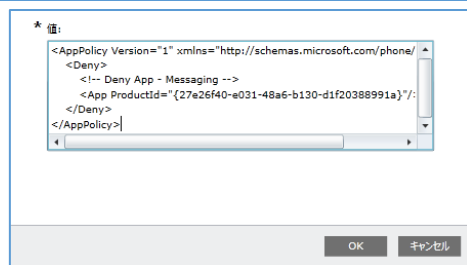 * 値:
<AppPolicy Version="1" xmlns="http://schemas.microsoft.com/phone/
<Deny>
<!-- Deny App - Messaging -->
<App ProductId="{27e26f40-e031-48a6-b130-d1f20388991a}"/>
</Deny>
</AppPolicy>
OK キャンセル